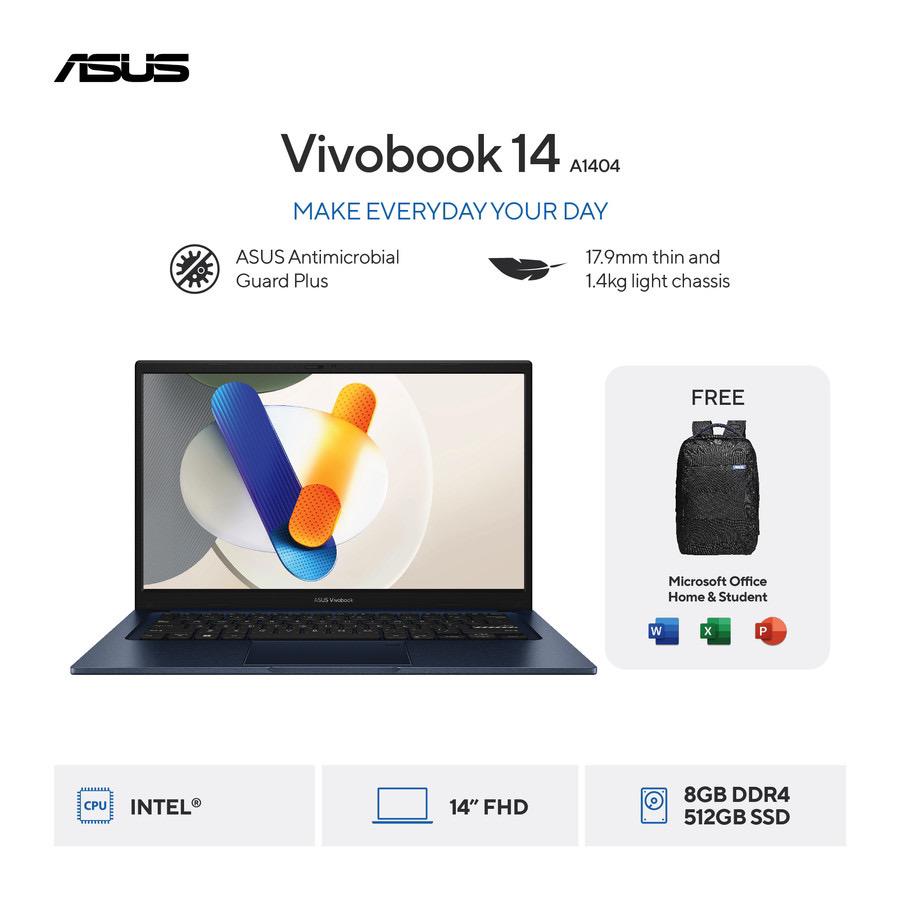 ASUS
Vivobook 14 A1404
MAKE EVERYDAY YOUR DAY
ASUS Antimicrobial
Guard Plus
17.9mm thin and
1.4kg light chassis
FREE
ASUS
Microsoft Office
Home & Student
W
X
P
ASUS Vivobook
CPU
INTEL®
14” FHD
8GB DDR4
512GB SSD